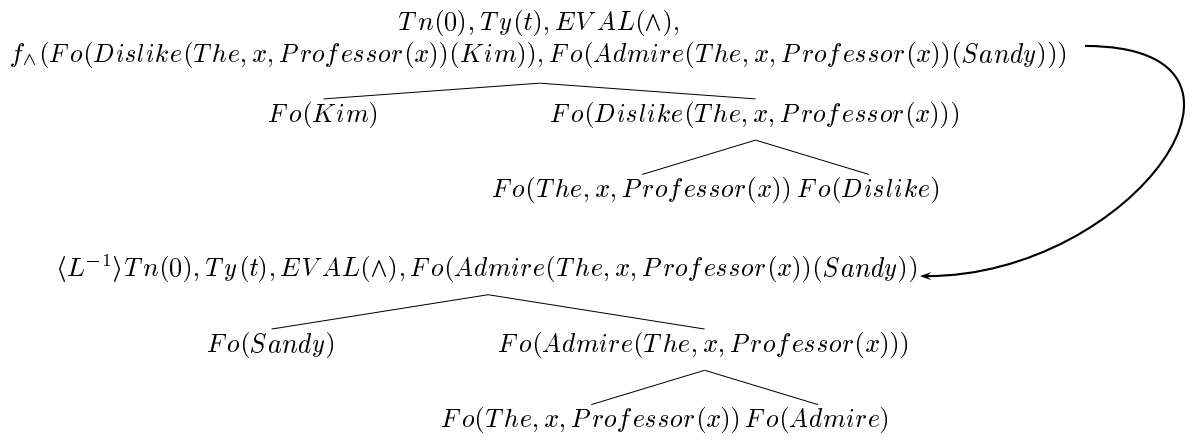 Tn(0), Ty(t), EVAL(∧),
f∧(Fo(Dislike(The, x, Professor(x))(Kim)), Fo(Admire(The, x, Professor(x))(Sandy)))
Fo(Kim) Fo(Dislike(The, x, Professor(x)))
Fo(The, x, Professor(x)) Fo(Dislike)
⟨L⁻¹⟩Tn(0), Ty(t), EVAL(∧), Fo(Admire(The, x, Professor(x))(Sandy))
Fo(Sandy) Fo(Admire(The, x, Professor(x)))
Fo(The, x, Professor(x)) Fo(Admire)